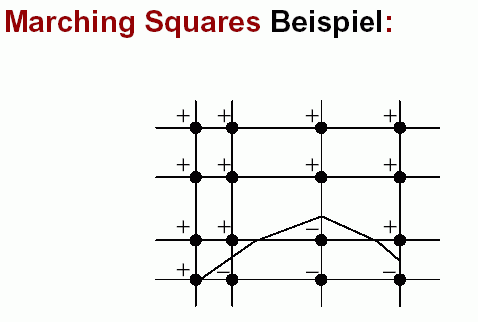 Marching Squares Beispiel:
+ + + +
+ + + +
+ + − +
+ − − −